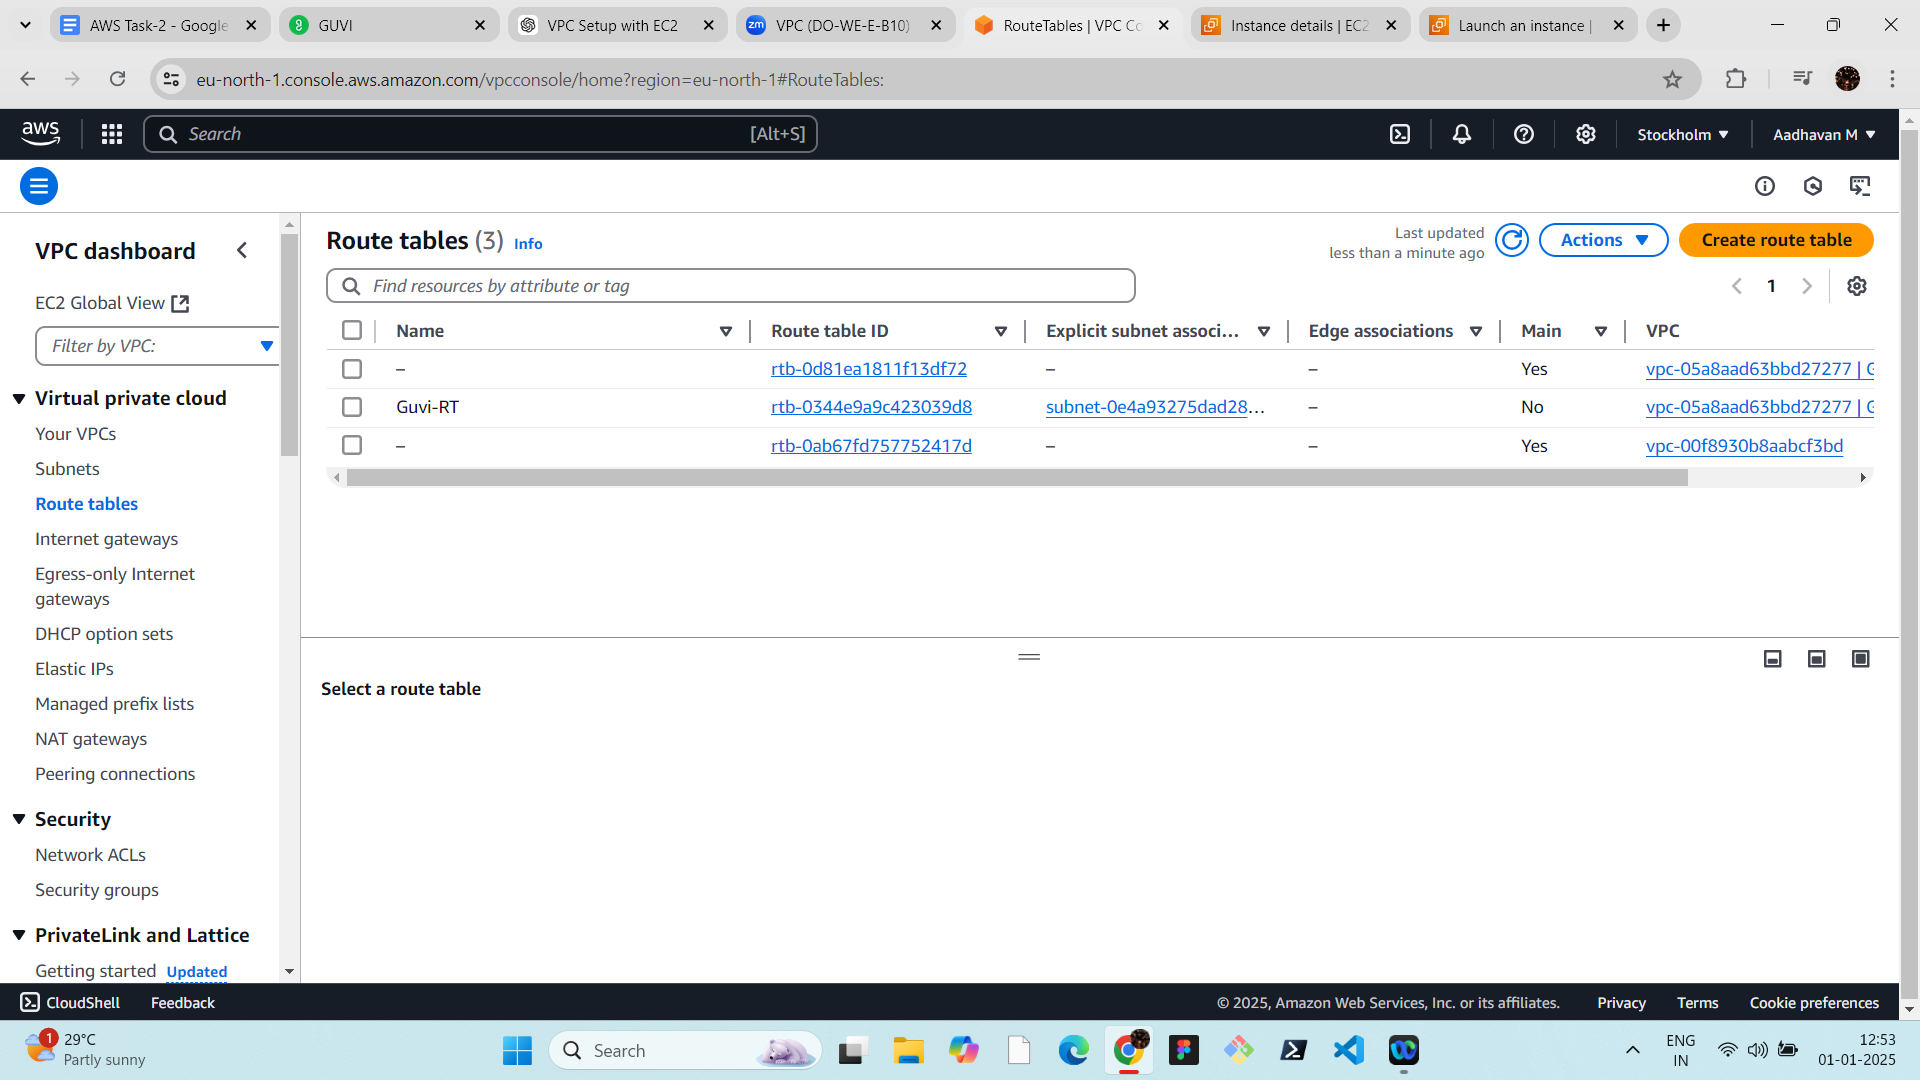 AWS Task-2 - Google
GUVI
VPC Setup with EC2
zm
VPC (DO-WE-E-B10)
RouteTables | VPC Co
Instance details | EC2
Launch an instance |
eu-north-1.console.aws.amazon.com/vpcconsole/home?region=eu-north-1#RouteTables:
aws
Search
[Alt+S]
Stockholm
Aadhavan M
VPC dashboard
EC2 Global View
Filter by VPC:
Virtual private cloud
Your VPCs
Subnets
Route tables
Internet gateways
Egress-only Internet
gateways
DHCP option sets
Elastic IPs
Managed prefix lists
NAT gateways
Peering connections
Security
Network ACLs
Security groups
PrivateLink and Lattice
Getting started Updated
Route tables (3) Info
Last updated
less than a minute ago
Actions
Create route table
Find resources by attribute or tag
1
Name Route table ID Explicit subnet associ... Edge associations Main VPC
– rtb-0d81ea1811f13df72 – – Yes vpc-05a8aad63bbd27277 | G
Guvi-RT rtb-0344e9a9c423039d8 subnet-0e4a93275dad28... – No vpc-05a8aad63bbd27277 | G
– rtb-0ab67fd757752417d – – Yes vpc-00f8930b8aabcf3bd
Select a route table
CloudShell Feedback
© 2025, Amazon Web Services, Inc. or its affiliates. Privacy Terms Cookie preferences
1
29°C
Partly sunny
Search
ENG
IN
12:53
01-01-2025